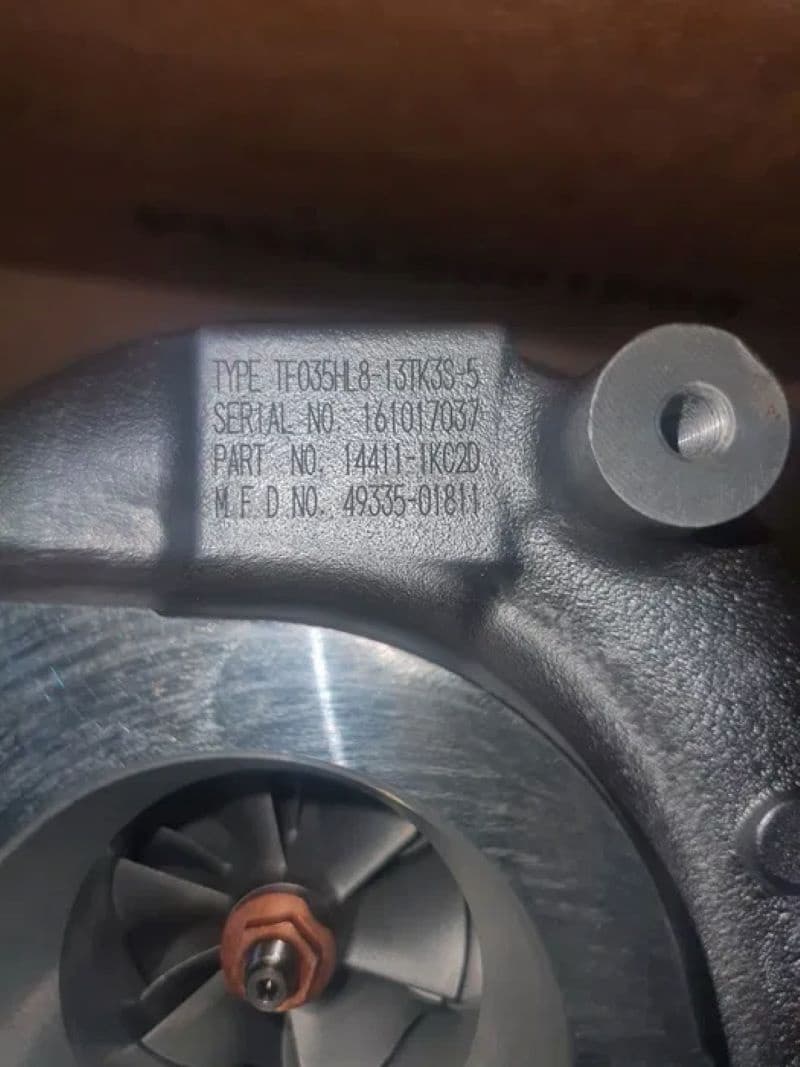 TYPE TF035HL8-13TK3S-5
SERIAL NO. 161017037
PART NO. 14411-1KC2D
M F D NO. 49335-01811